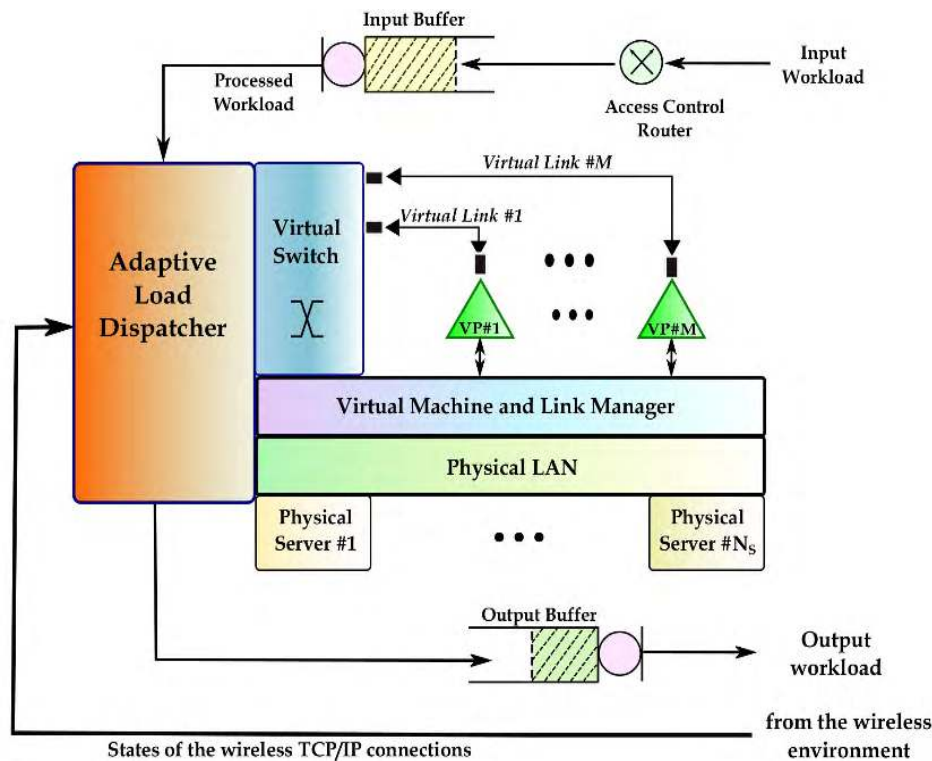 Input Buffer
Input
Workload
Processed
Workload
Access Control
Router
Virtual Link #M
Virtual Link #1
Virtual
Switch
Adaptive
Load
Dispatcher
VP#1
VP#M
Virtual Machine and Link Manager
Physical LAN
Physical
Server #1
Physical
Server #NS
Output Buffer
Output
workload
from the wireless
environment
States of the wireless TCP/IP connections